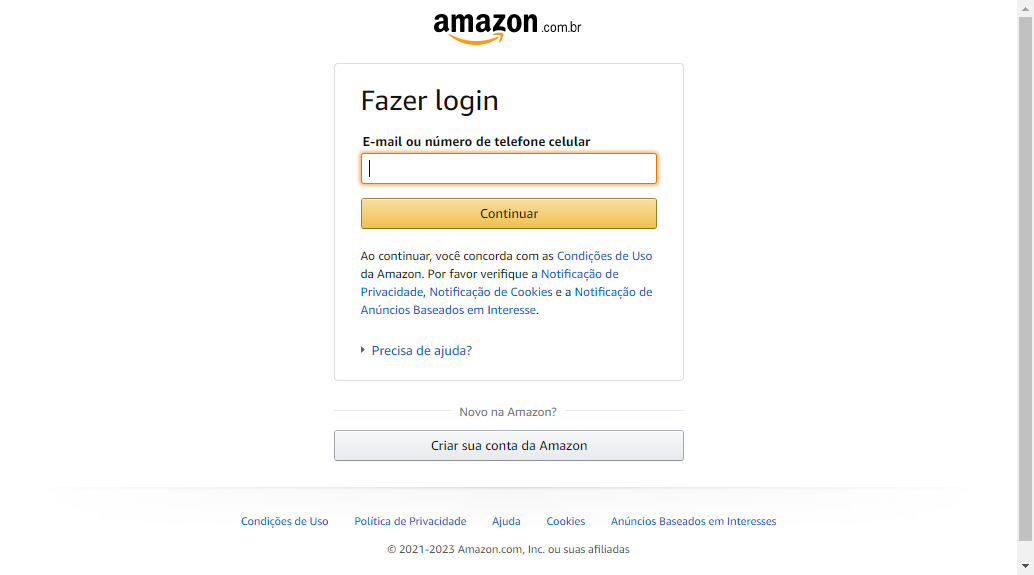 amazon.com.br
Fazer login
E-mail ou número de telefone celular
Continuar
Ao continuar, você concorda com as Condições de Uso
da Amazon. Por favor verifique a Notificação de
Privacidade, Notificação de Cookies e a Notificação de
Anúncios Baseados em Interesse.
Precisa de ajuda?
Novo na Amazon?
Criar sua conta da Amazon
Condições de Uso Política de Privacidade Ajuda Cookies Anúncios Baseados em Interesses
© 2021-2023 Amazon.com, Inc. ou suas afiliadas